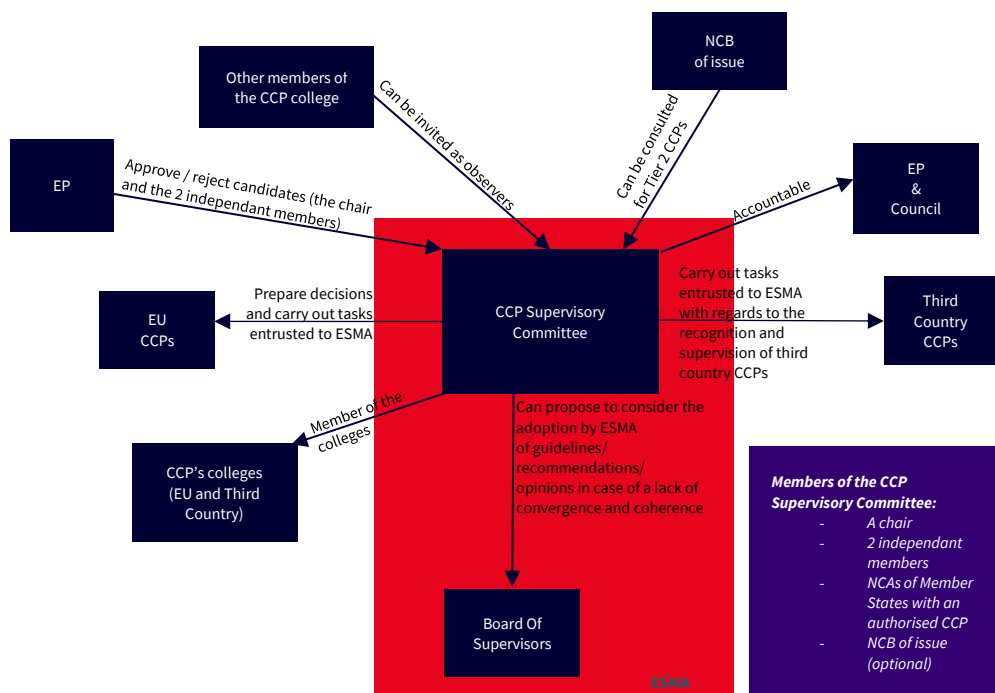 NCB
of issue
Other members of
the CCP college
Can be invited as observers
Can be consulted
for Tier 2 CCPs
EP
Approve / reject candidates (the chair
and the 2 independant members)
Accountable
EP
&
Council
CCP Supervisory
Committee
Prepare decisions
and carry out tasks
entrusted to ESMA
EU
CCPs
Carry out tasks
entrusted to ESMA
with regards to the
recognition and
supervision of third
country CCPs
Third
Country
CCPs
Member of the
colleges
CCP’s colleges
(EU and Third
Country)
Can propose to consider the
adoption by ESMA
of guidelines/
recommendations/
opinions in case of a lack of
convergence and coherence
Board Of
Supervisors
ESMA
Members of the CCP
Supervisory Committee:
- A chair
- 2 independant
members
- NCAs of Member
States with an
authorised CCP
- NCB of issue
(optional)